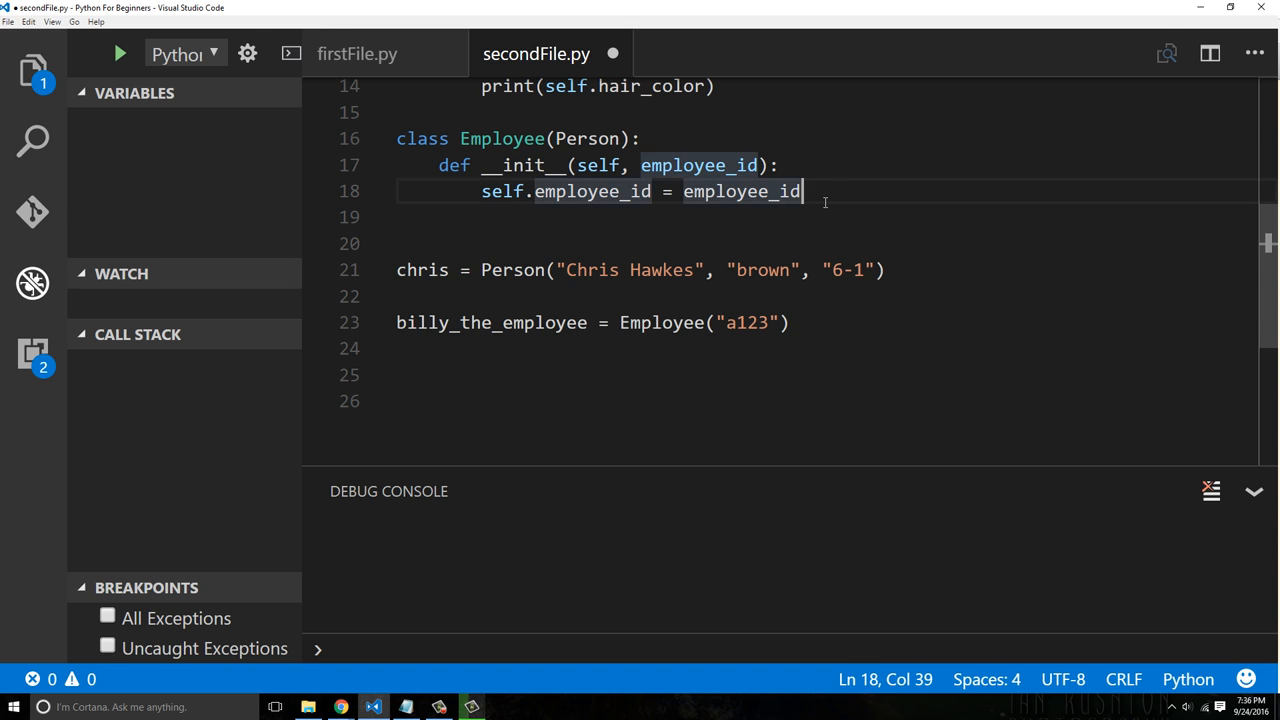 ● secondFile.py - Python For Beginners - Visual Studio Code
File Edit View Go Help
Pythor
firstFile.py
secondFile.py
1
VARIABLES
14 print(self.hair_color)
15
16 class Employee(Person):
17 def __init__(self, employee_id):
18 self.employee_id = employee_id
19
20
21 chris = Person("Chris Hawkes", "brown", "6-1")
22
23 billy_the_employee = Employee("a123")
24
25
26
WATCH
CALL STACK
2
DEBUG CONSOLE
BREAKPOINTS
All Exceptions
Uncaught Exceptions
0 0
Ln 18, Col 39 Spaces: 4 UTF-8 CRLF Python
I'm Cortana. Ask me anything.
7:36 PM
9/24/2016